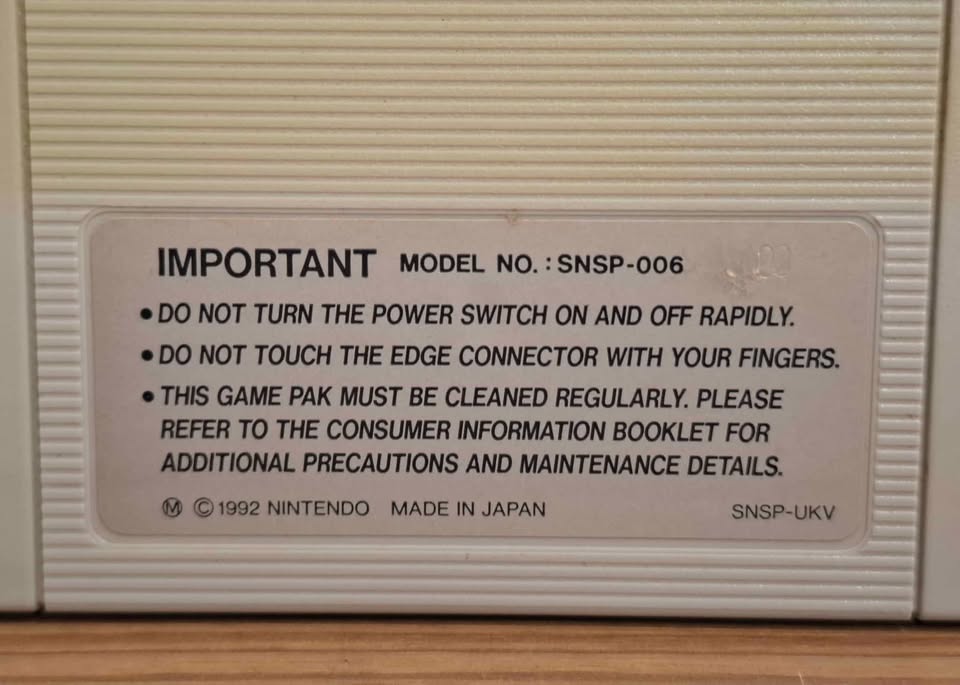 IMPORTANT MODEL NO. : SNSP-006
• DO NOT TURN THE POWER SWITCH ON AND OFF RAPIDLY.
• DO NOT TOUCH THE EDGE CONNECTOR WITH YOUR FINGERS.
• THIS GAME PAK MUST BE CLEANED REGULARLY. PLEASE
REFER TO THE CONSUMER INFORMATION BOOKLET FOR
ADDITIONAL PRECAUTIONS AND MAINTENANCE DETAILS.
Ⓜ ©1992 NINTENDO MADE IN JAPAN SNSP-UKV